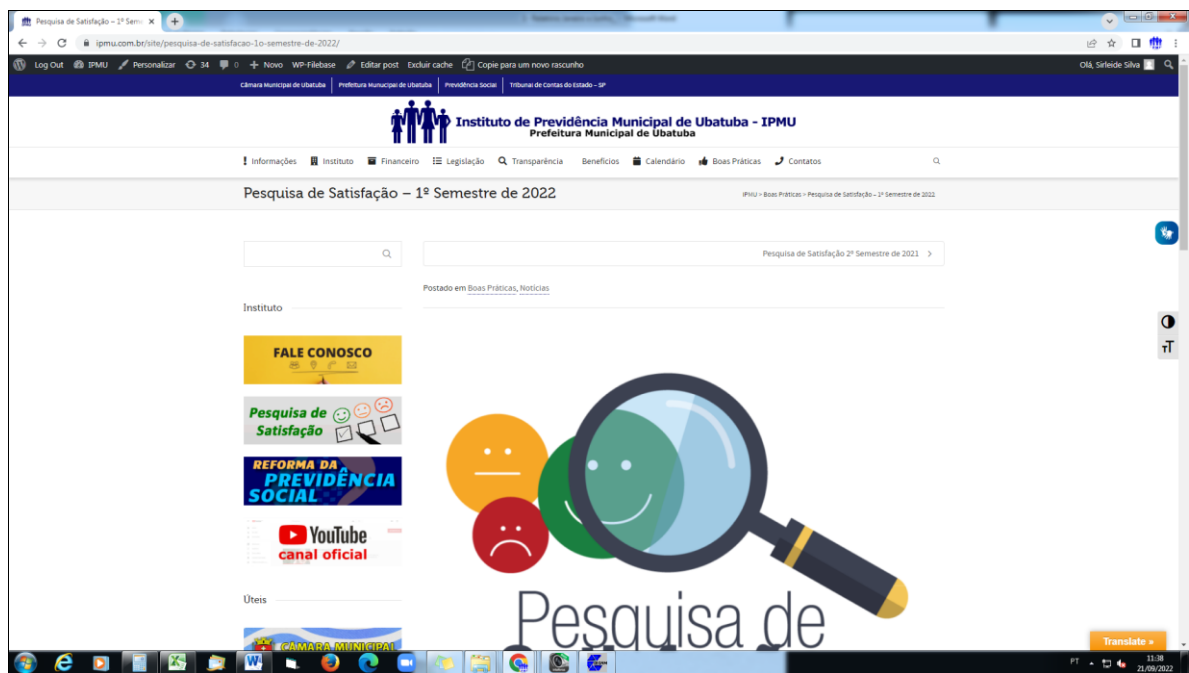 Pesquisa de Satisfação – 1º Sem
ipmu.com.br/site/pesquisa-de-satisfacao-1o-semestre-de-2022/
Log Out IPMU Personalizar 34 0 + Novo WP-Filebase Editar post Excluir cache Copie para um novo rascunho Olá, Sirleide Silva
Câmara Municipal de Ubatuba Prefeitura Municipal de Ubatuba Previdência Social Tribunal de Contas do Estado – SP
Instituto de Previdência Municipal de Ubatuba - IPMU
Prefeitura Municipal de Ubatuba
Informações Instituto Financeiro Legislação Transparência Benefícios Calendário Boas Práticas Contatos
Pesquisa de Satisfação – 1º Semestre de 2022
IPMU > Boas Práticas > Pesquisa de Satisfação – 1º Semestre de 2022
Pesquisa de Satisfação 2º Semestre de 2021 >
Postado em Boas Práticas, Notícias
Instituto
FALE CONOSCO
Pesquisa de
Satisfação
REFORMA DA
PREVIDÊNCIA
SOCIAL
YouTube
canal oficial
Úteis
CÂMARA MUNICIPAL
Pesquisa de
Translate »
PT
11:38
21/09/2022